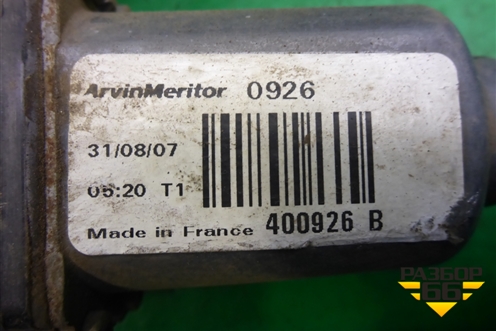 ArvinMeritor 0926
31/08/07
05:20 T1
Made in France 400926 B
РАЗБОР
66